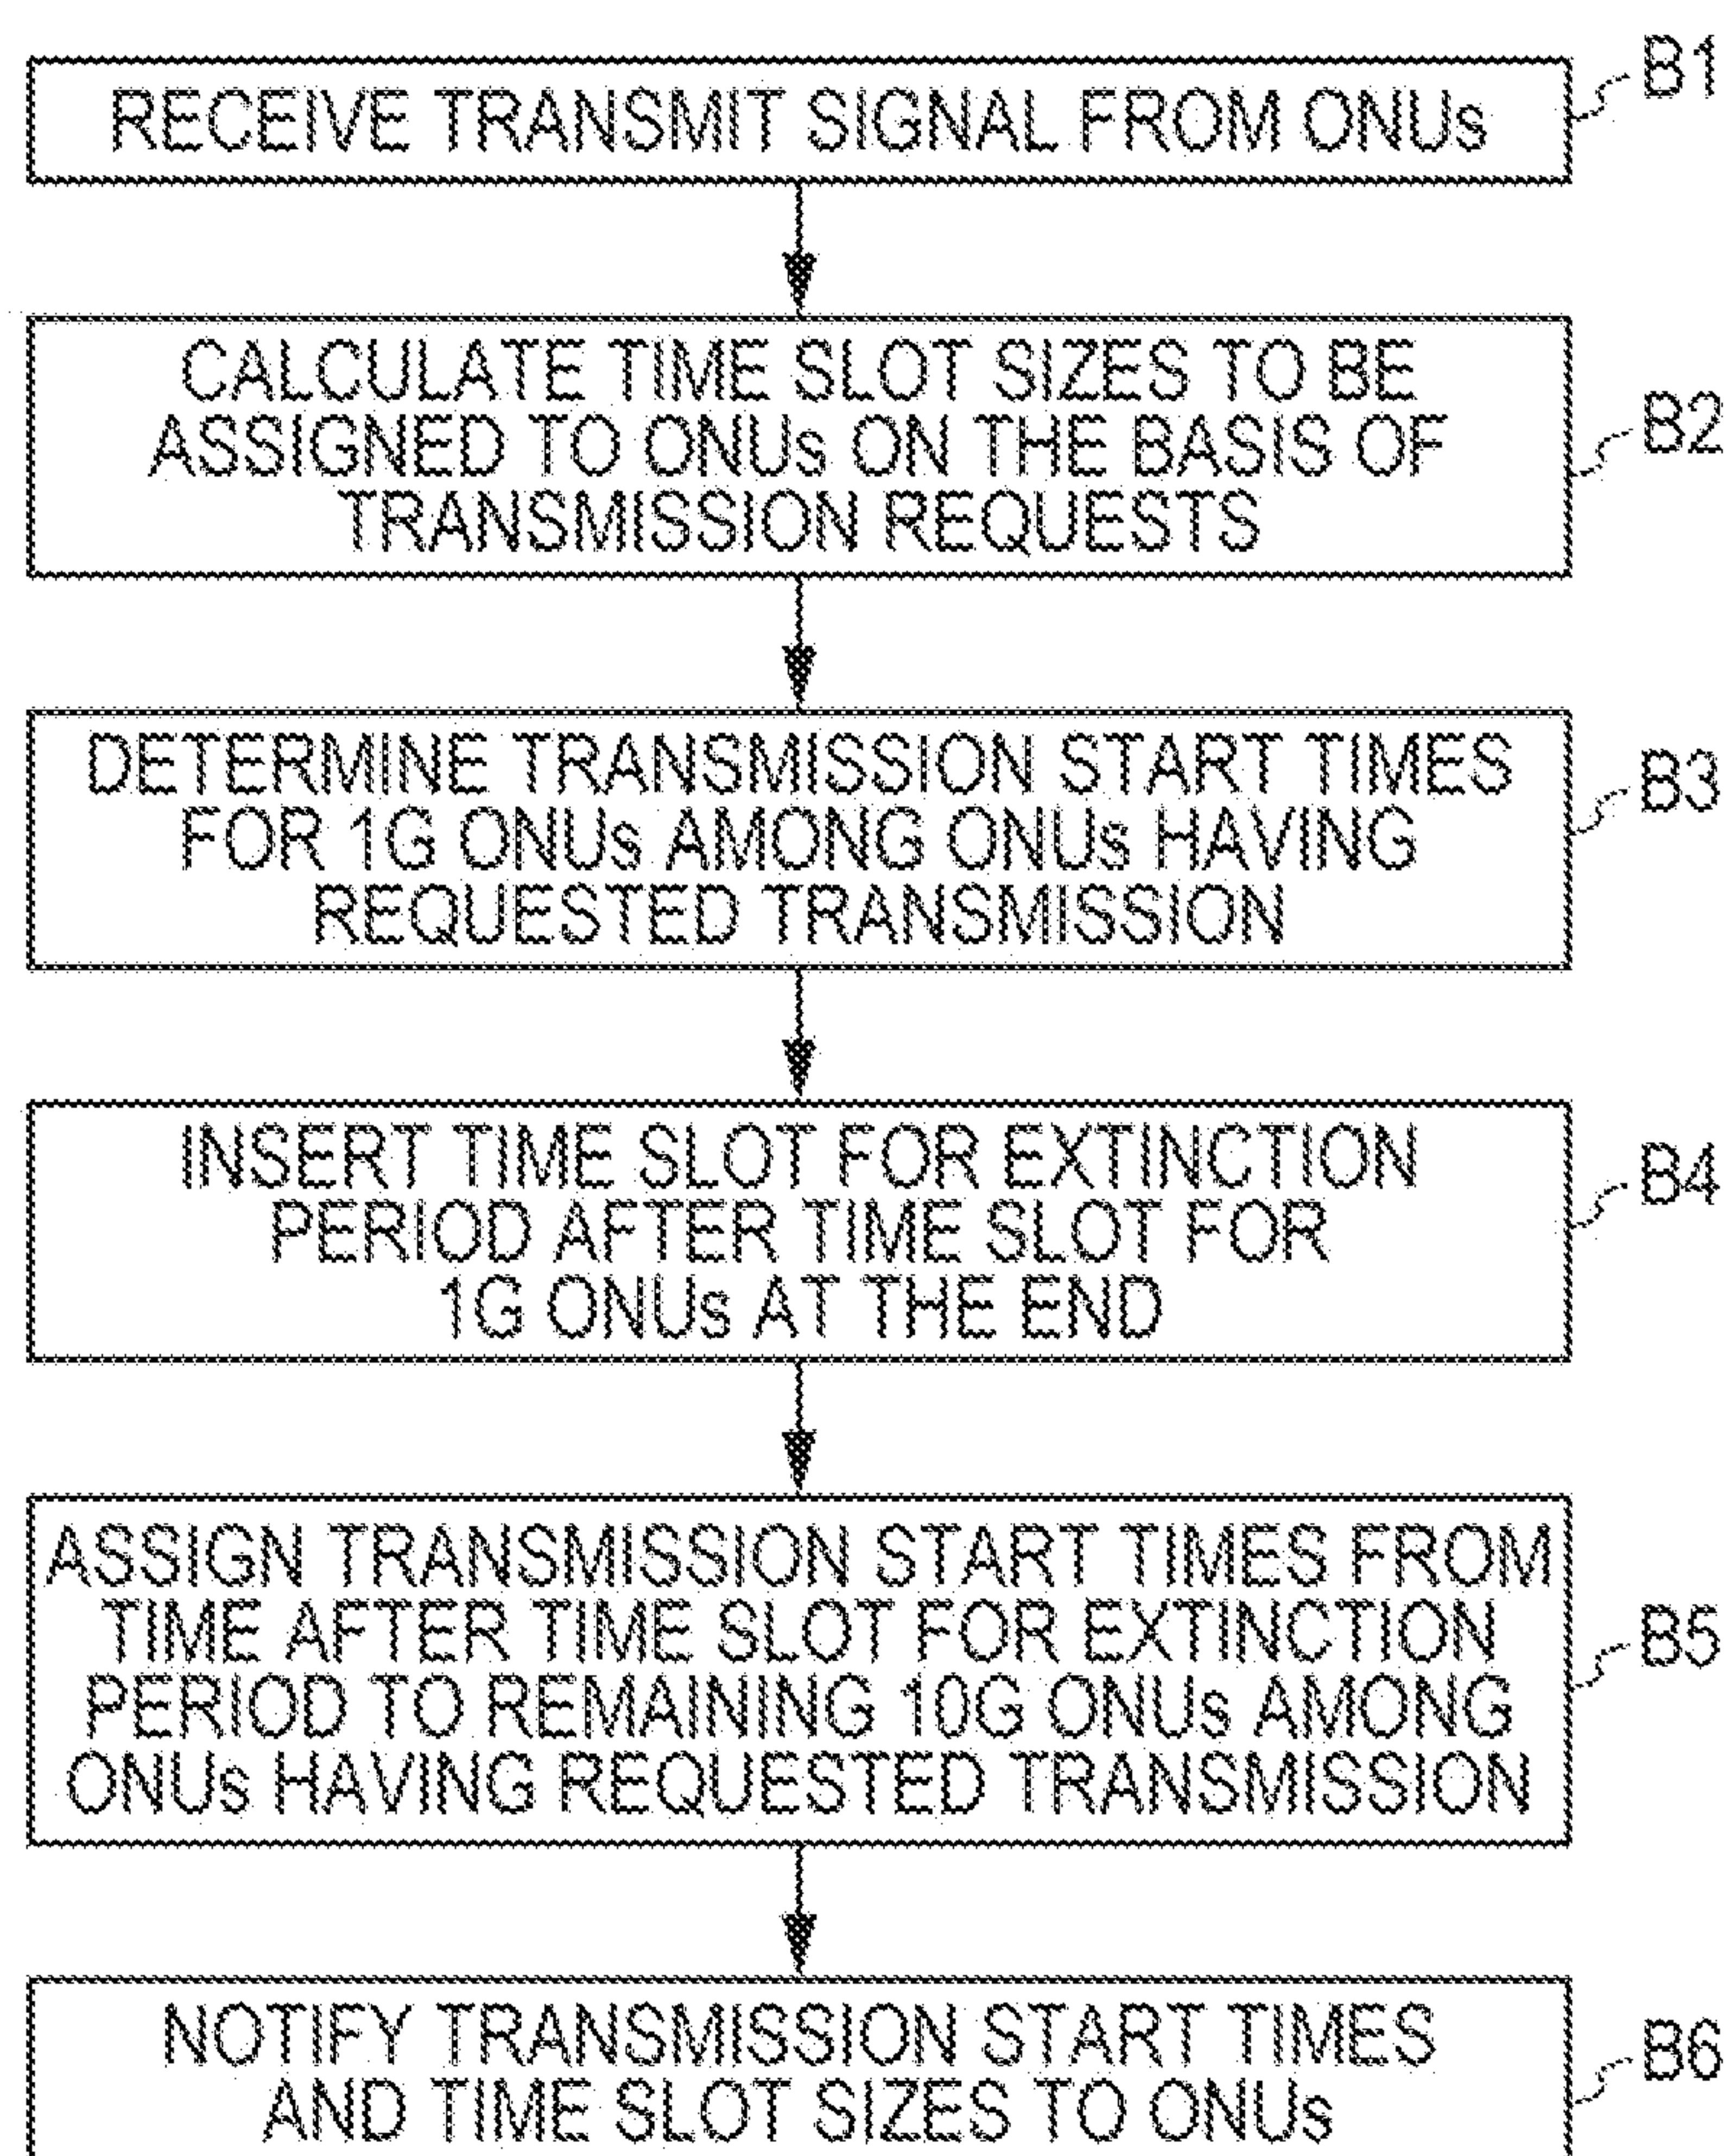 RECEIVE TRANSMIT SIGNAL FROM ONUs
B1
CALCULATE TIME SLOT SIZES TO BE
ASSIGNED TO ONUs ON THE BASIS OF
TRANSMISSION REQUESTS
B2
DETERMINE TRANSMISSION START TIMES
FOR 1G ONUs AMONG ONUs HAVING
REQUESTED TRANSMISSION
B3
INSERT TIME SLOT FOR EXTINCTION
PERIOD AFTER TIME SLOT FOR
1G ONUs AT THE END
B4
ASSIGN TRANSMISSION START TIMES FROM
TIME AFTER TIME SLOT FOR EXTINCTION
PERIOD TO REMAINING 10G ONUs AMONG
ONUs HAVING REQUESTED TRANSMISSION
B5
NOTIFY TRANSMISSION START TIMES
AND TIME SLOT SIZES TO ONUs
B6